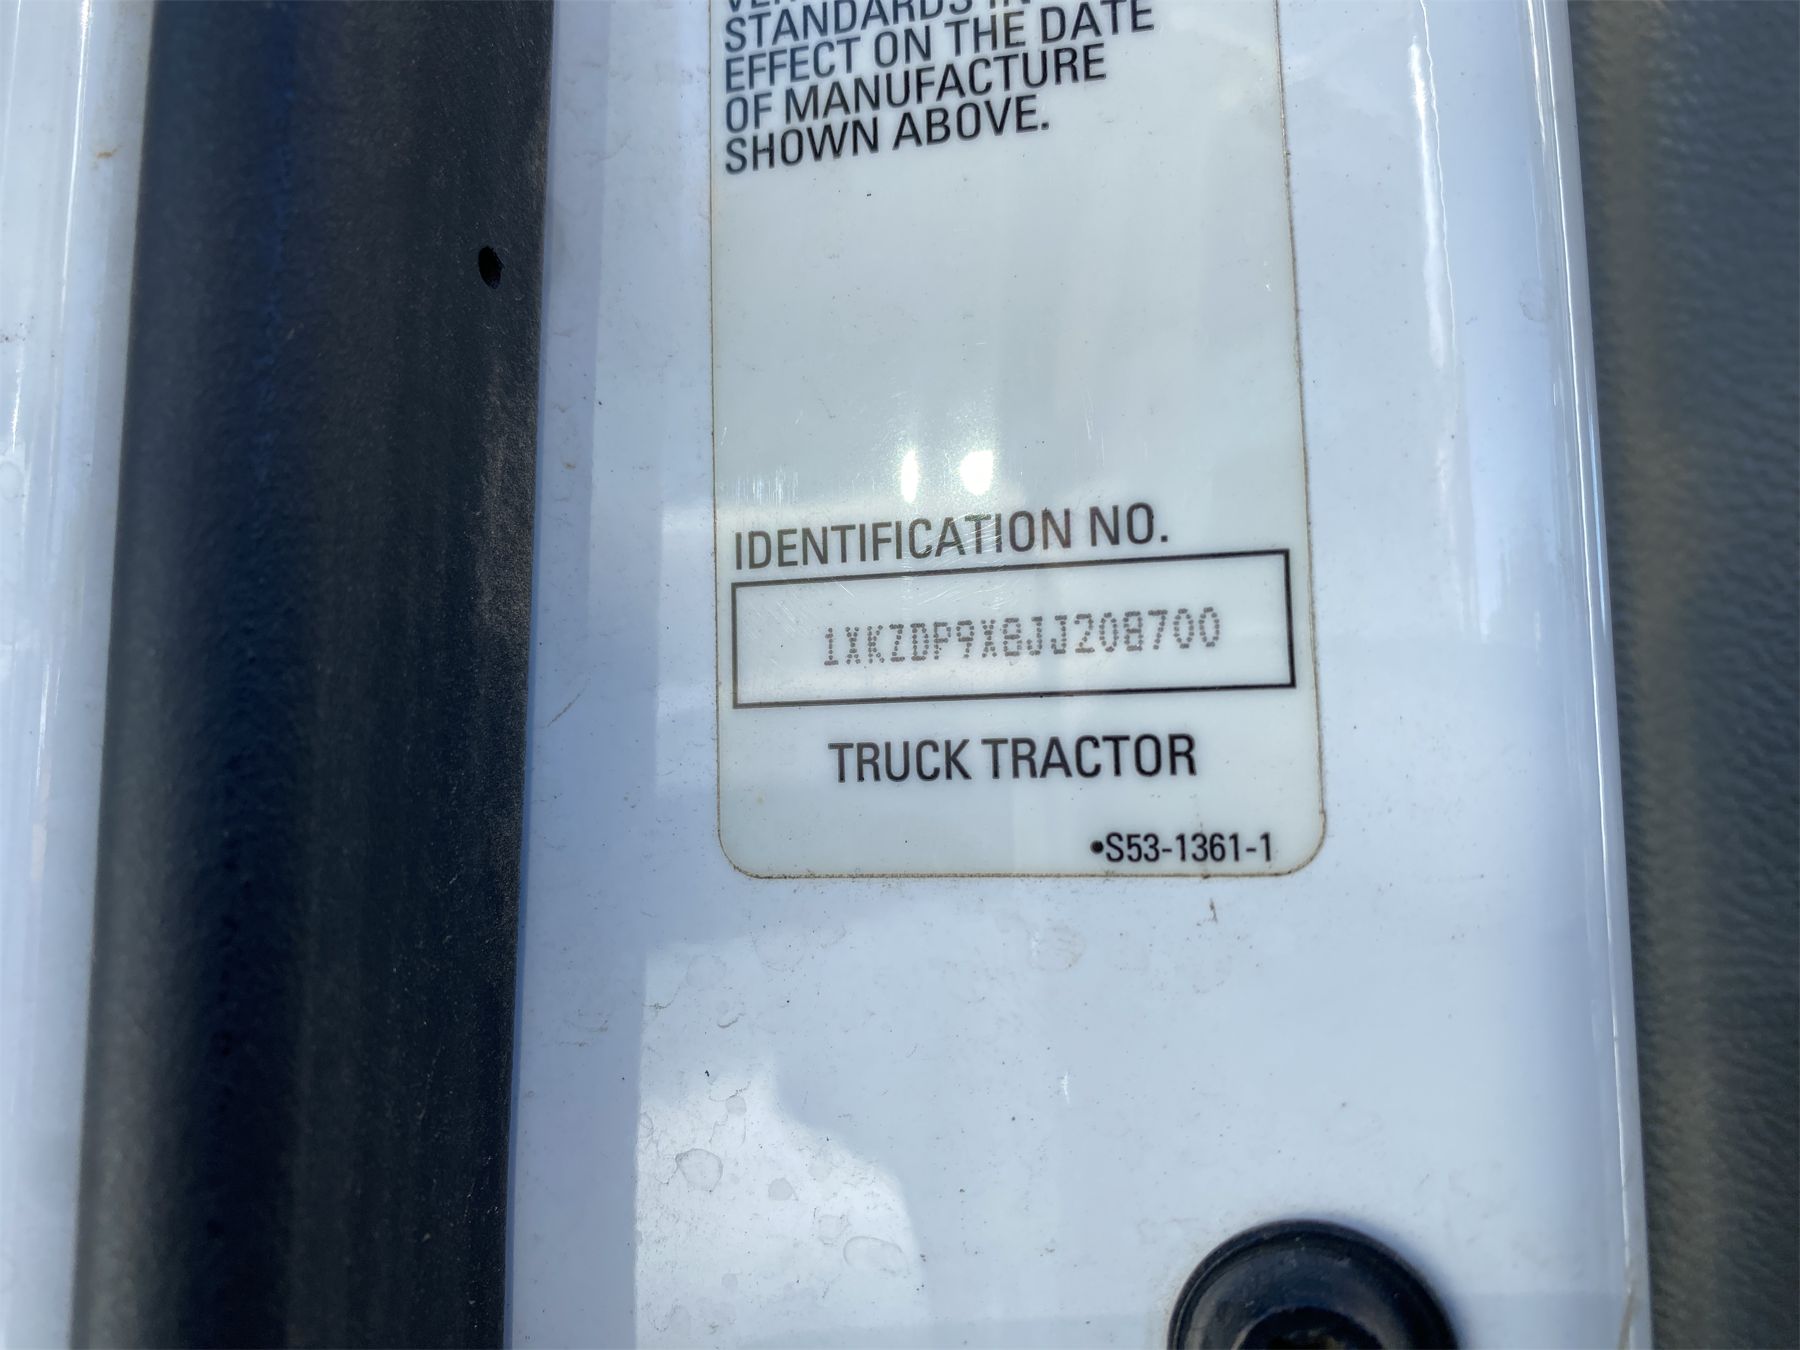 STANDARDS IN
EFFECT ON THE DATE
OF MANUFACTURE
SHOWN ABOVE.
IDENTIFICATION NO.
1XKZDP9X8JJ208700
TRUCK TRACTOR
•S53-1361-1